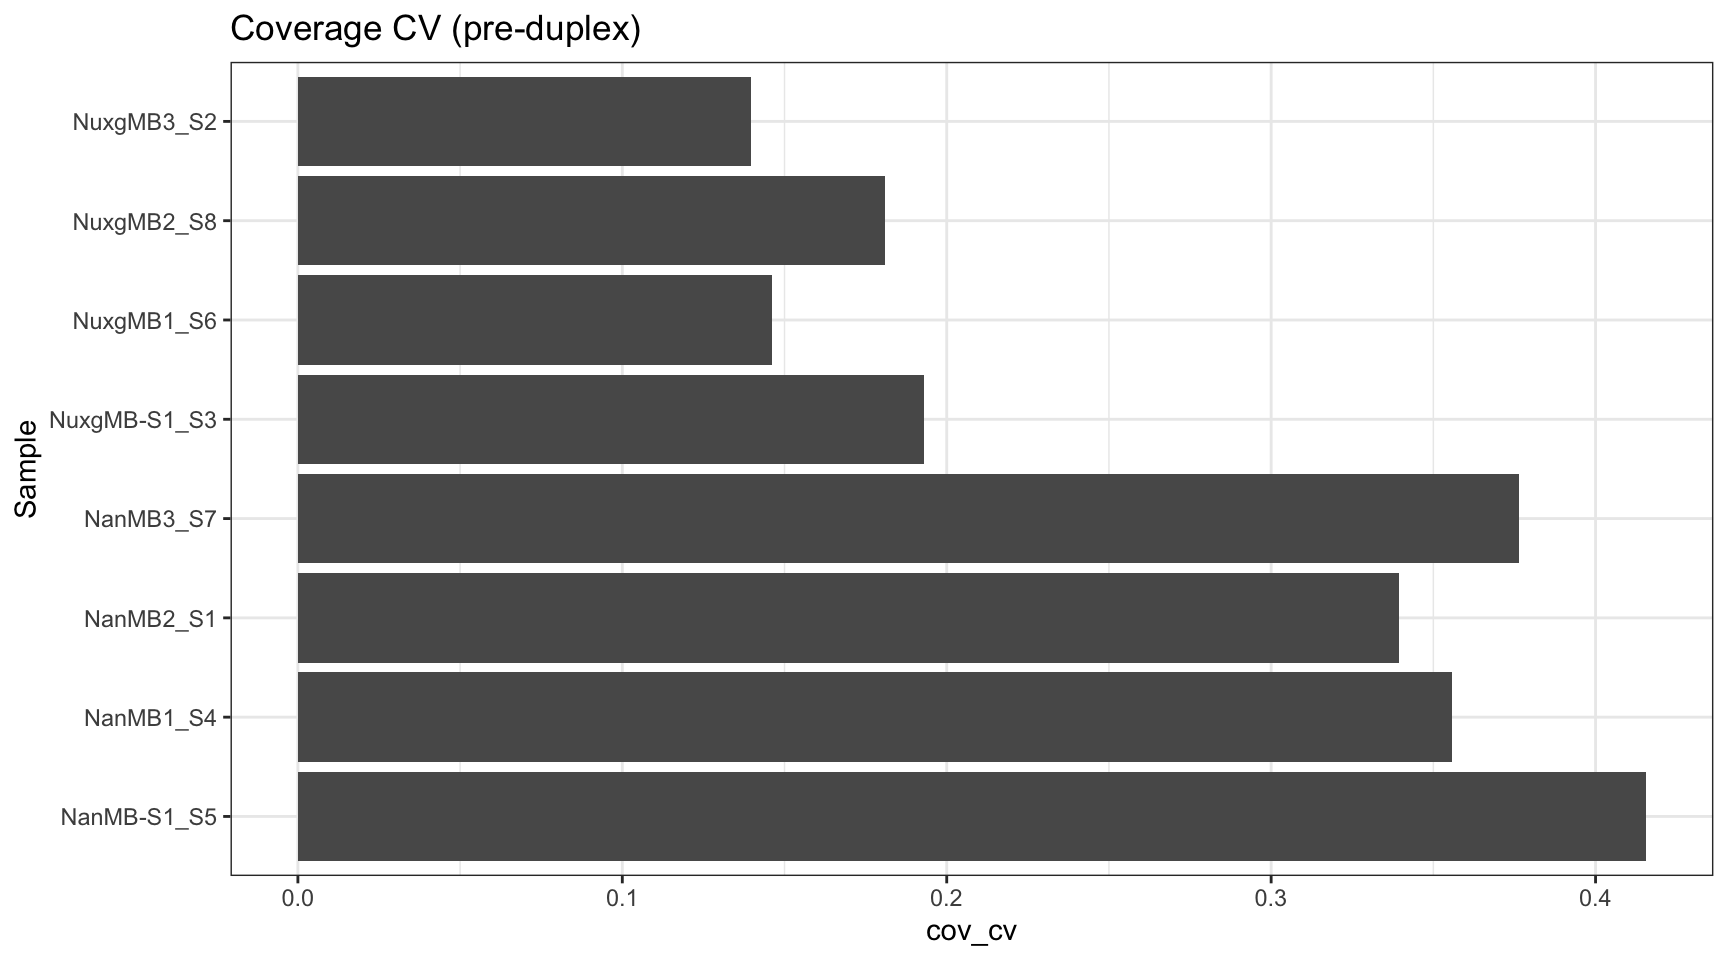 Coverage CV (pre-duplex)
NuxgMB3_S2
NuxgMB2_S8
NuxgMB1_S6
NuxgMB-S1_S3
NanMB3_S7
NanMB2_S1
NanMB1_S4
NanMB-S1_S5
Sample
0.0 0.1 0.2 0.3 0.4
cov_cv